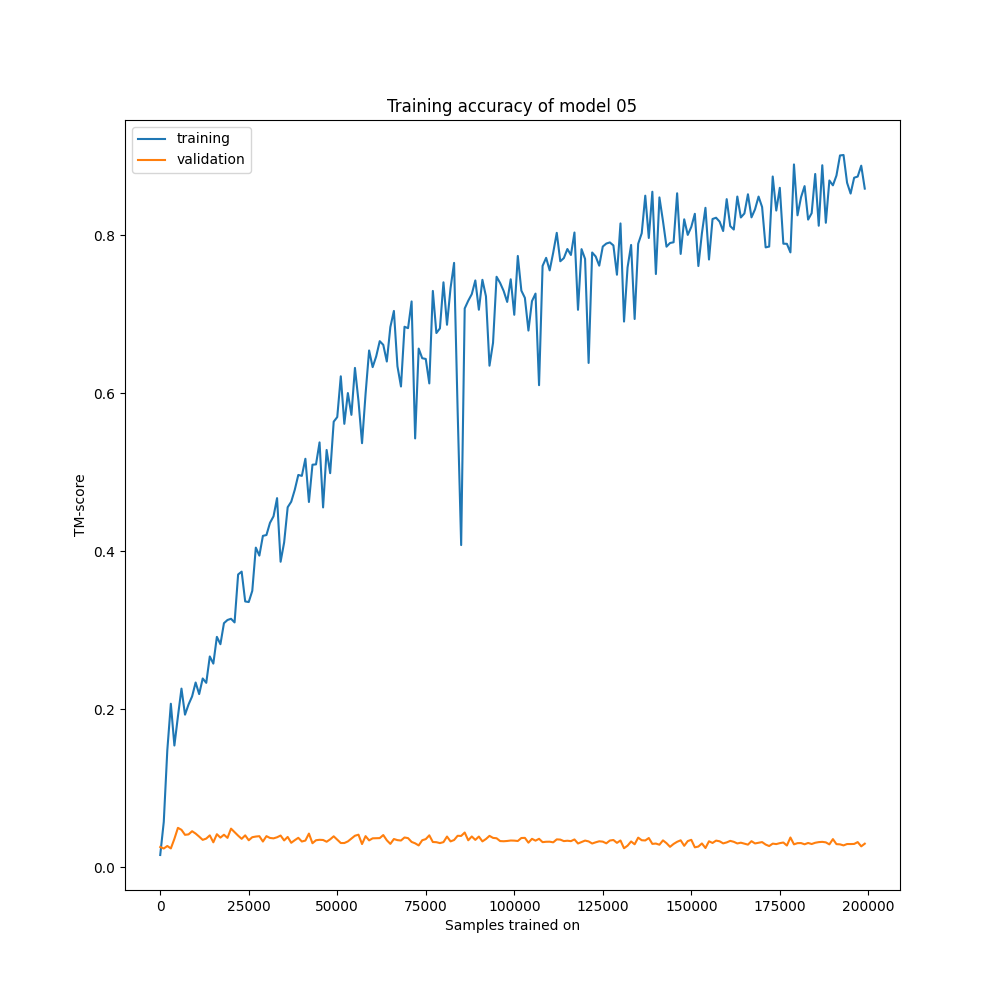 Training accuracy of model 05
training
validation
TM-score
0.8
0.6
0.4
0.2
0.0
0 25000 50000 75000 100000 125000 150000 175000 200000
Samples trained on